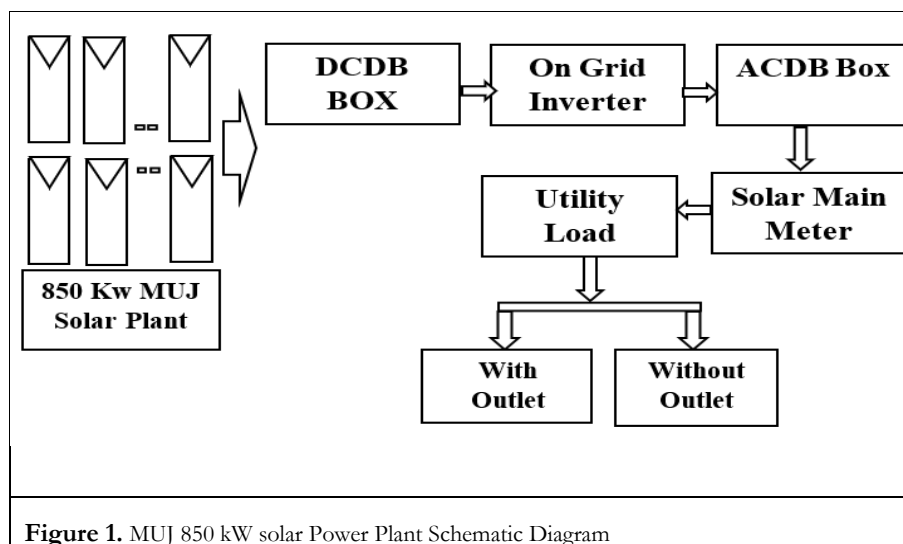 DCDB
BOX
On Grid
Inverter
ACDB Box
Utility
Load
Solar Main
Meter
850 Kw MUJ
Solar Plant
With
Outlet
Without
Outlet
Figure 1. MUJ 850 kW solar Power Plant Schematic Diagram